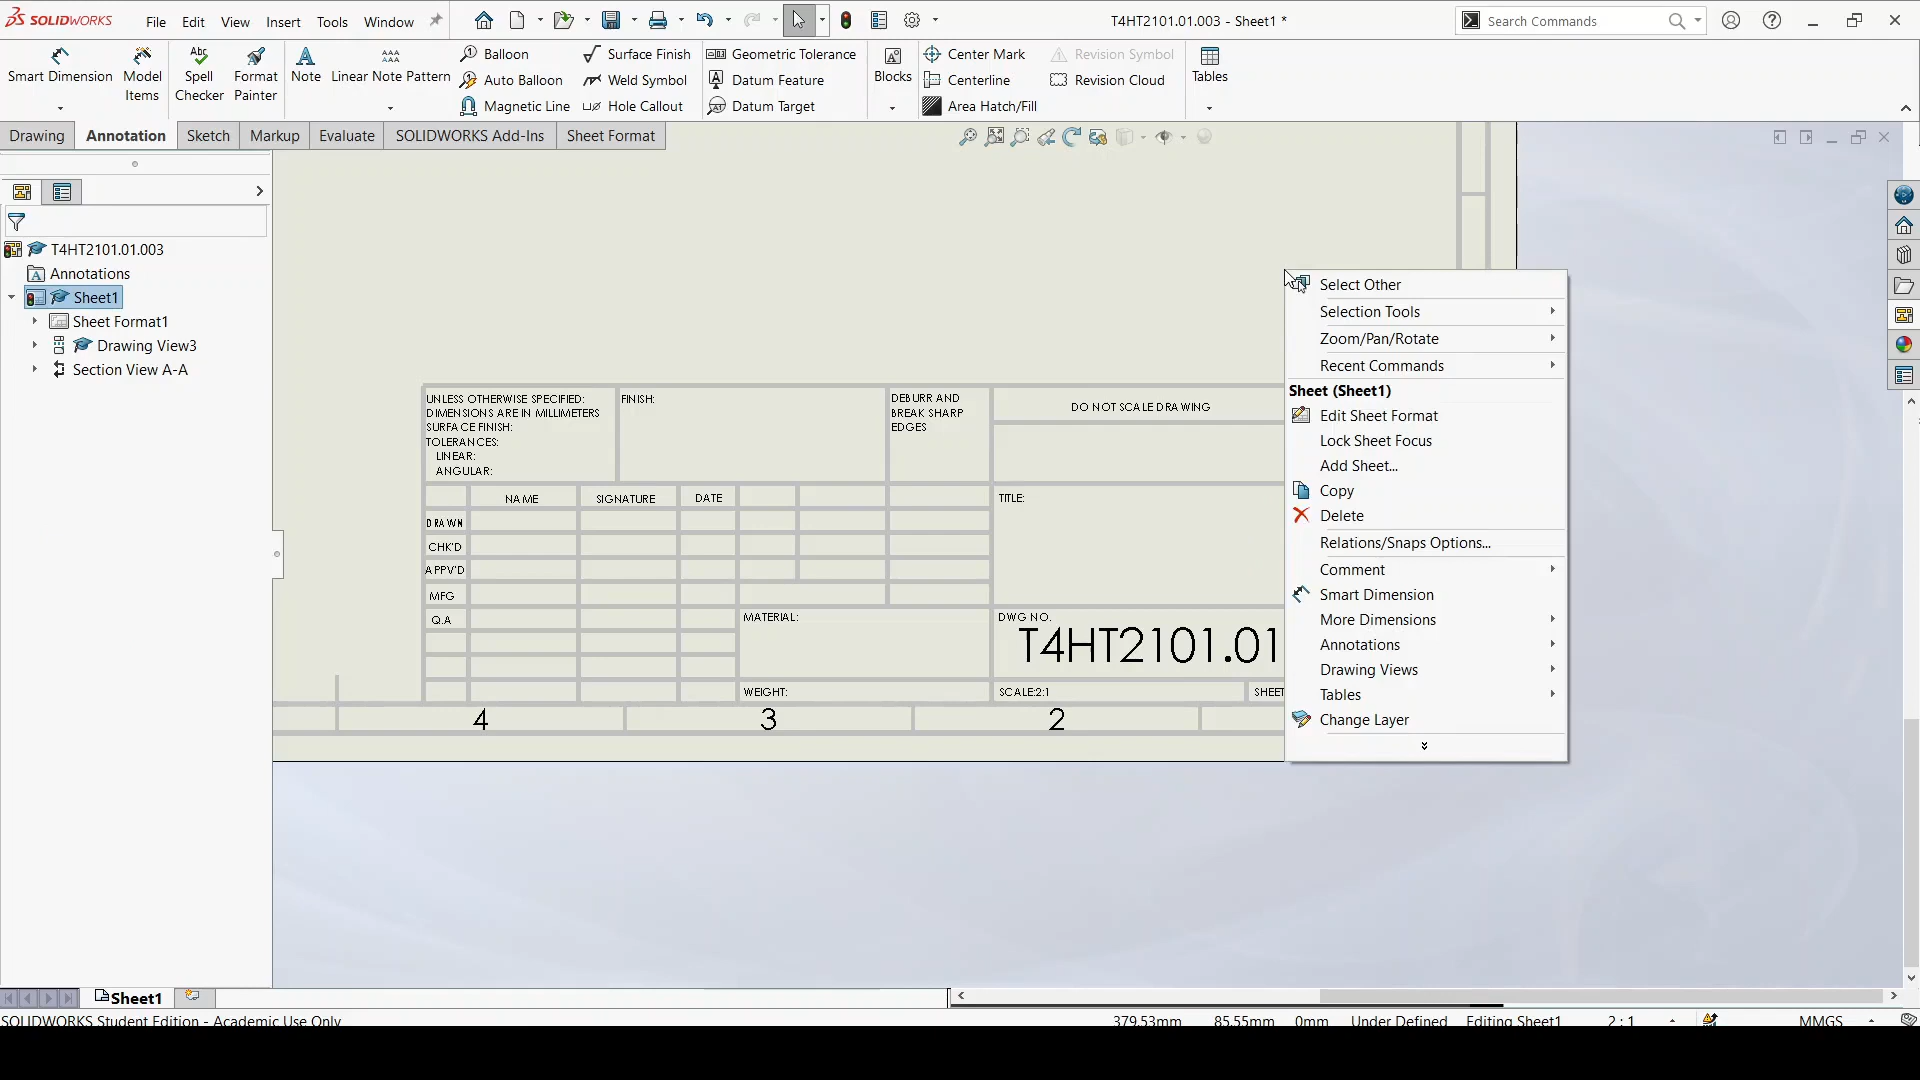 SOLIDWORKS
File Edit View Insert Tools Window
T4HT2101.01.003 - Sheet1 *
Search Commands
Smart Dimension
Model Items
Spell Checker
Format Painter
Note
Linear Note Pattern
Balloon
Auto Balloon
Magnetic Line
Surface Finish
Weld Symbol
Hole Callout
Geometric Tolerance
Datum Feature
Datum Target
Blocks
Center Mark
Centerline
Area Hatch/Fill
Revision Symbol
Revision Cloud
Tables
Drawing Annotation Sketch Markup Evaluate SOLIDWORKS Add-Ins Sheet Format
T4HT2101.01.003
Annotations
Sheet1
Sheet Format1
Drawing View3
Section View A-A
UNLESS OTHERWISE SPECIFIED:
DIMENSIONS ARE IN MILLIMETERS
SURFACE FINISH:
TOLERANCES:
LINEAR:
ANGULAR:
FINISH:
DEBURR AND
BREAK SHARP
EDGES
DO NOT SCALE DRAWING
NAME SIGNATURE DATE
DRAWN
CHK'D
APPV'D
MFG
Q.A
TITLE:
MATERIAL:
DWG NO.
T4HT2101.01
WEIGHT:
SCALE:2:1
SHEET
4 3 2
Select Other
Selection Tools
Zoom/Pan/Rotate
Recent Commands
Sheet (Sheet1)
Edit Sheet Format
Lock Sheet Focus
Add Sheet...
Copy
Delete
Relations/Snaps Options...
Comment
Smart Dimension
More Dimensions
Annotations
Drawing Views
Tables
Change Layer
Sheet1
SOLIDWORKS Student Edition - Academic Use Only
379.53mm 85.55mm 0mm Under Defined Editing Sheet1 2 : 1 MMGS